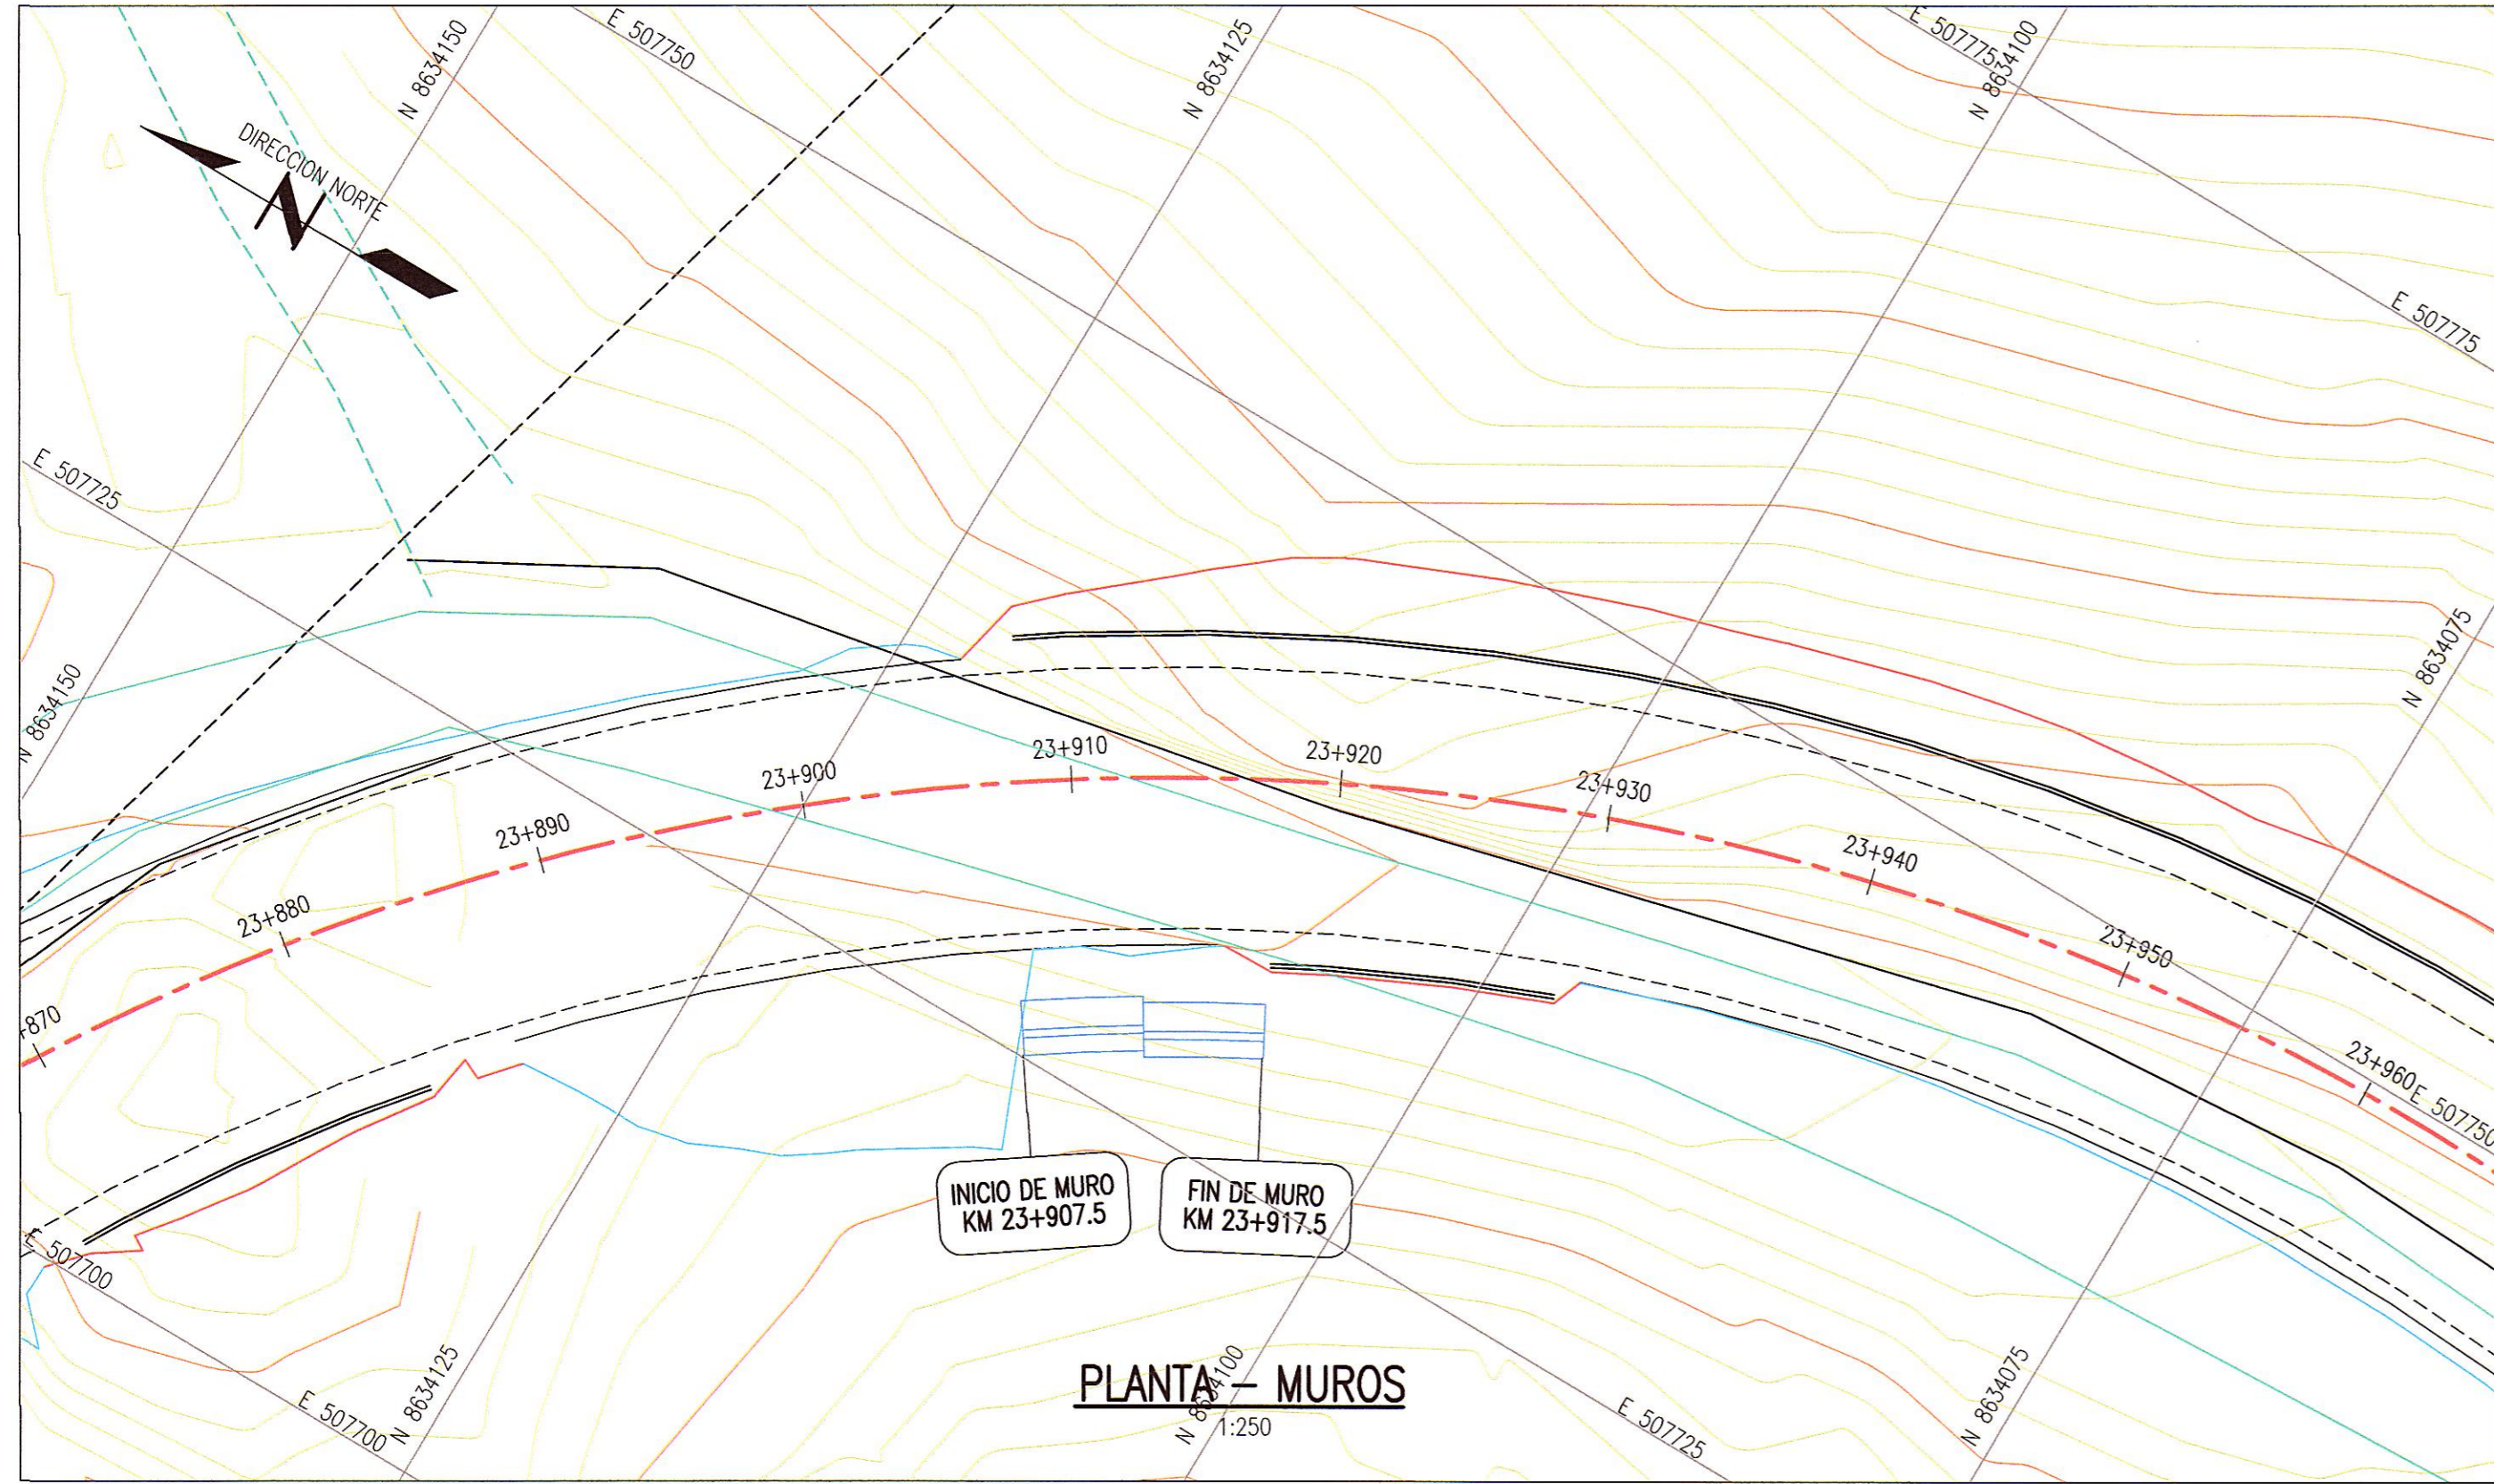 E 507750
N 8634150
N 8634125
E 507775
N 8634100
DIRECCION NORTE
N
E 507775
E 507725
N 8634150
N 8634075
23+870
23+880
23+890
23+900
23+910
23+920
23+930
23+940
23+950
23+960
E 507750
INICIO DE MURO
KM 23+907.5
FIN DE MURO
KM 23+917.5
E 507700
E 507700
N 8634125
N 8634100
E 507725
N 8634075
PLANTA – MUROS
1:250